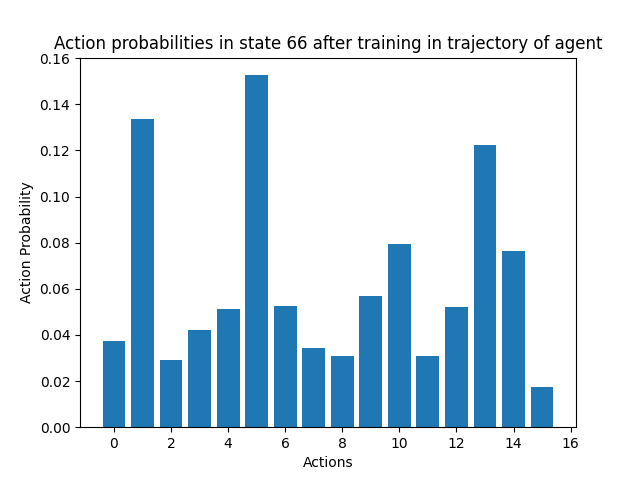 Action probabilities in state 66 after training in trajectory of agent
0.16
0.14
0.12
0.10
0.08
0.06
0.04
0.02
0.00
Action Probability
0 2 4 6 8 10 12 14 16
Actions